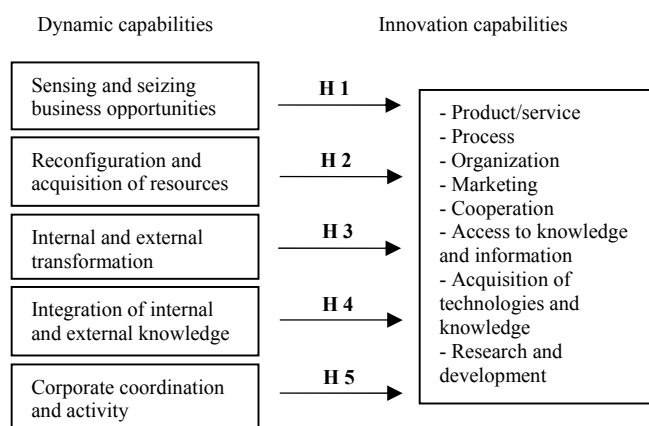 Dynamic capabilities
Innovation capabilities
Sensing and seizing
business opportunities
H 1
Reconfiguration and
acquisition of resources
H 2
Internal and external
transformation
H 3
Integration of internal
and external knowledge
H 4
Corporate coordination
and activity
H 5
- Product/service
- Process
- Organization
- Marketing
- Cooperation
- Access to knowledge
and information
- Acquisition of
technologies and
knowledge
- Research and
development